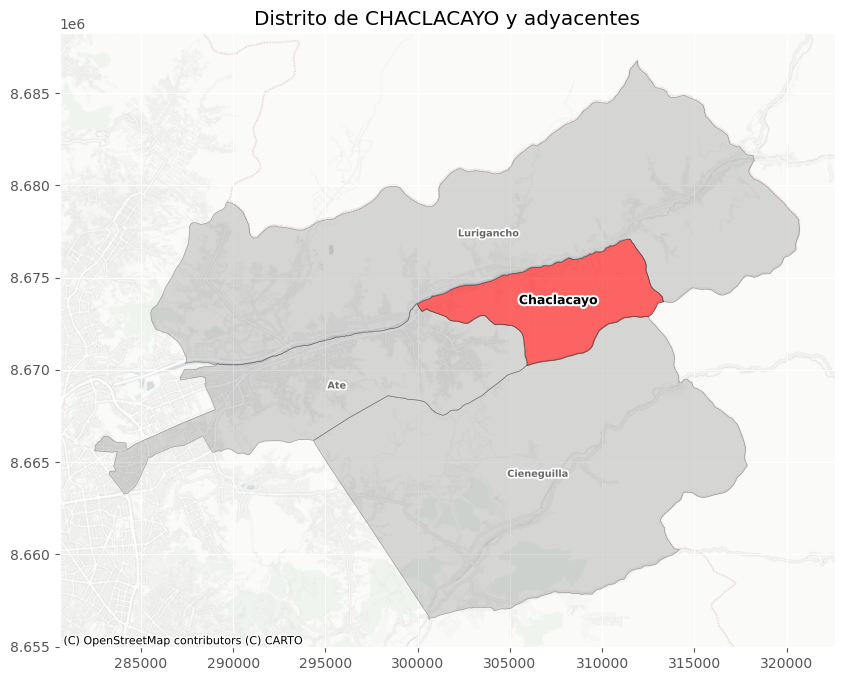 Distrito de CHACLACAYO y adyacentes
1e6
8.685
8.680
8.675
8.670
8.665
8.660
8.655
Lurigancho
Chaclacayo
Ate
Cieneguilla
(C) OpenStreetMap contributors (C) CARTO
285000 290000 295000 300000 305000 310000 315000 320000